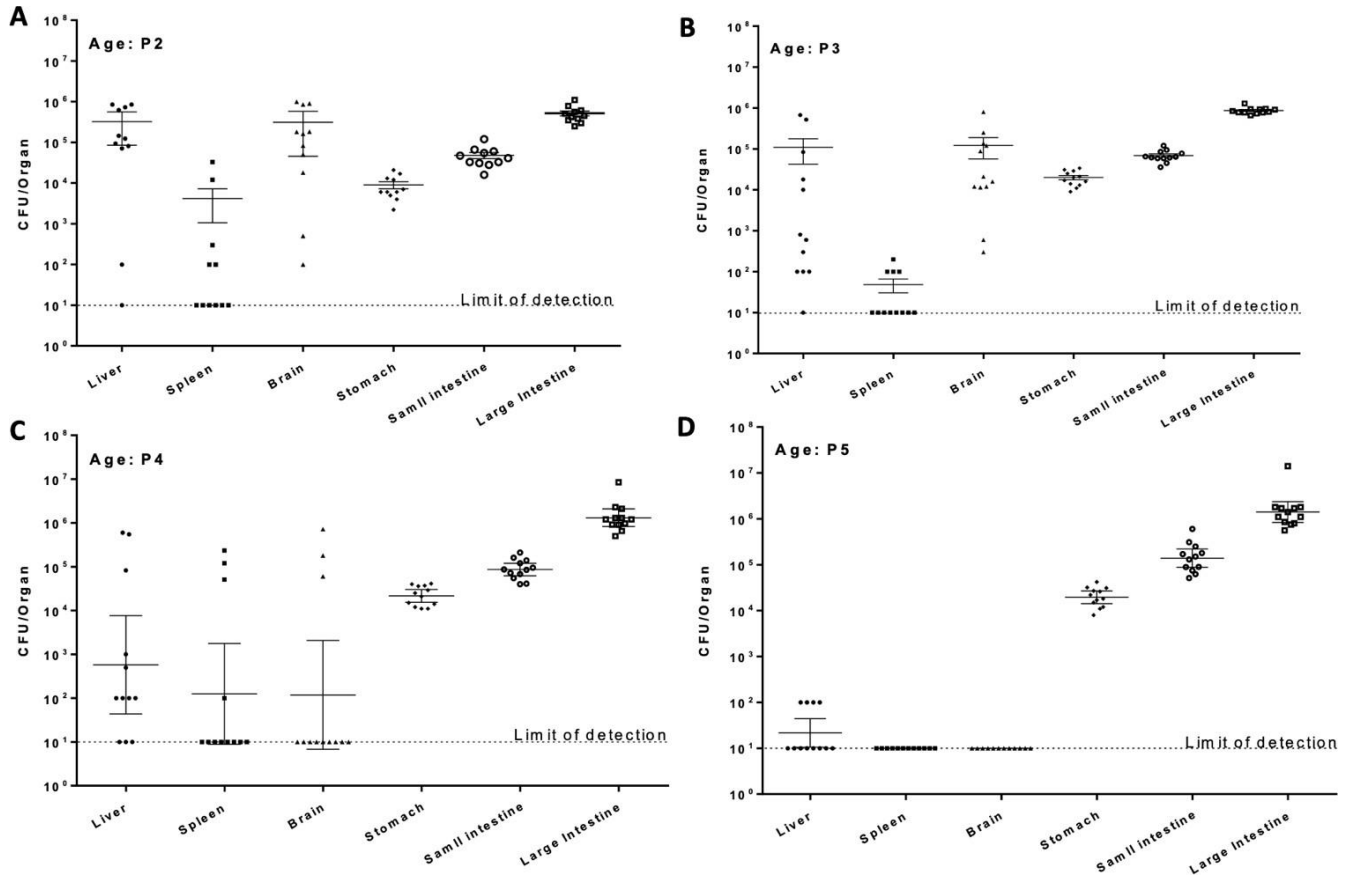 A
Age: P2
CFU/Organ
10⁸
10⁷
10⁶
10⁵
10⁴
10³
10²
10¹
10⁰
Limit of detection
Liver
Spleen
Brain
Stomach
Samll intestine
Large Intestine
B
Age: P3
CFU/Organ
10⁸
10⁷
10⁶
10⁵
10⁴
10³
10²
10¹
10⁰
Limit of detection
Liver
Spleen
Brain
Stomach
Samll intestine
Large Intestine
C
Age: P4
CFU/Organ
10⁸
10⁷
10⁶
10⁵
10⁴
10³
10²
10¹
10⁰
Limit of detection
Liver
Spleen
Brain
Stomach
Samll intestine
Large Intestine
D
Age: P5
CFU/Organ
10⁸
10⁷
10⁶
10⁵
10⁴
10³
10²
10¹
10⁰
Limit of detection
Liver
Spleen
Brain
Stomach
Samll intestine
Large Intestine